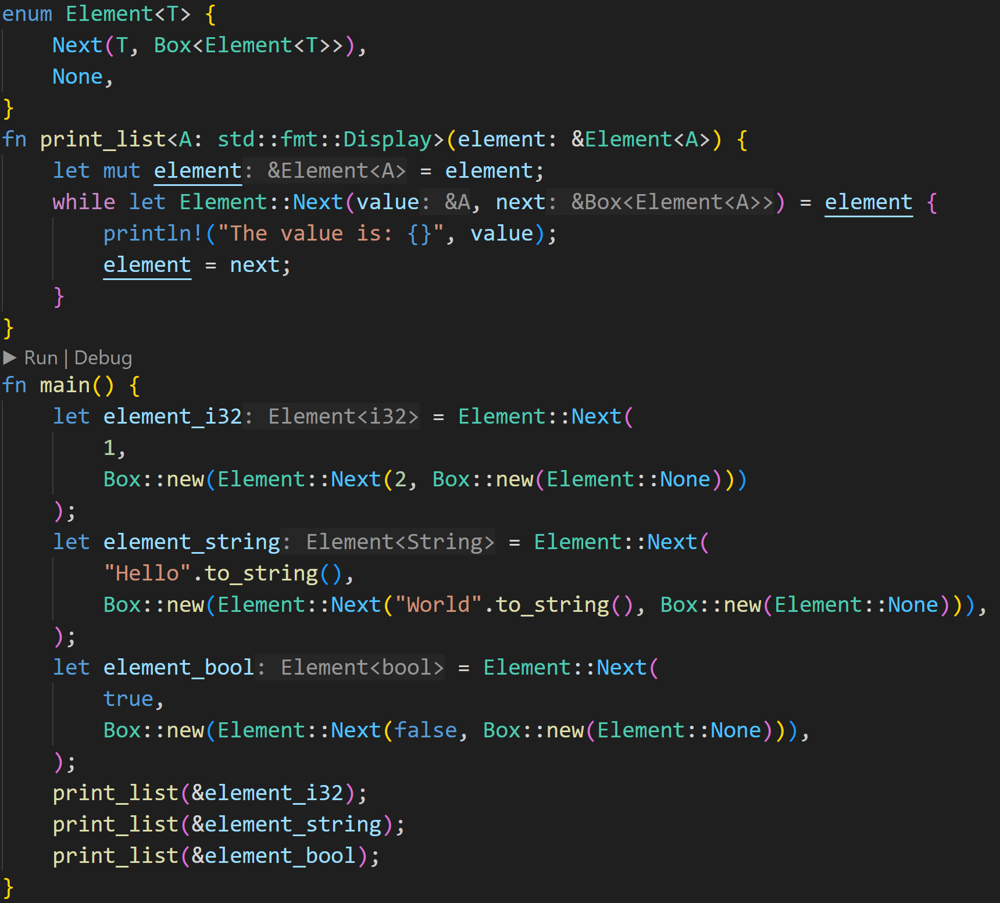 enum Element<T> {
    Next(T, Box<Element<T>>),
    None,
}
fn print_list<A: std::fmt::Display>(element: &Element<A>) {
    let mut element: &Element<A> = element;
    while let Element::Next(value: &A, next: &Box<Element<A>>) = element {
        println!("The value is: {}", value);
        element = next;
    }
}
▶ Run | Debug
fn main() {
    let element_i32: Element<i32> = Element::Next(
        1,
        Box::new(Element::Next(2, Box::new(Element::None)))
    );
    let element_string: Element<String> = Element::Next(
        "Hello".to_string(),
        Box::new(Element::Next("World".to_string(), Box::new(Element::None))),
    );
    let element_bool: Element<bool> = Element::Next(
        true,
        Box::new(Element::Next(false, Box::new(Element::None))),
    );
    print_list(&element_i32);
    print_list(&element_string);
    print_list(&element_bool);
}